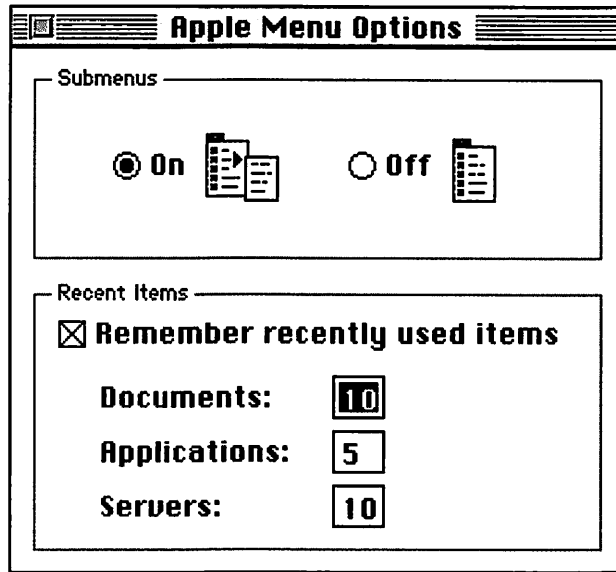 Apple Menu Options
Submenus
On
Off
Recent Items
Remember recently used items
Documents: 10
Applications: 5
Servers: 10